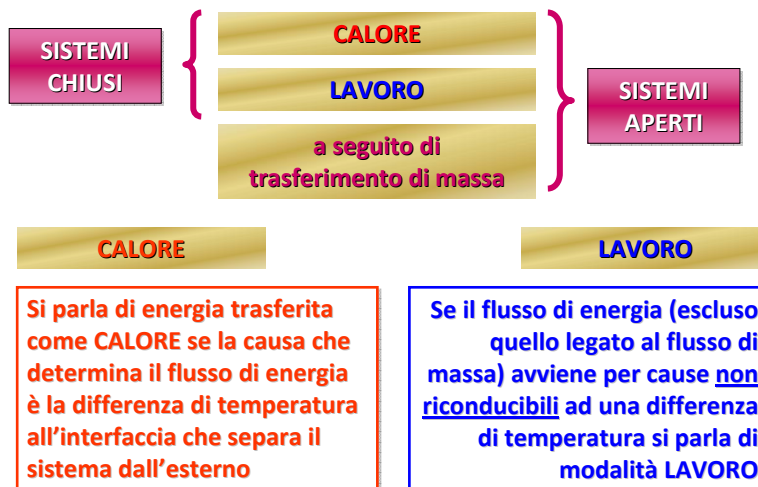 SISTEMI
CHIUSI
CALORE
LAVORO
a seguito di
trasferimento di massa
SISTEMI
APERTI
CALORE
Si parla di energia trasferita
come CALORE se la causa che
determina il flusso di energia
è la differenza di temperatura
all'interfaccia che separa il
sistema dall'esterno
LAVORO
Se il flusso di energia (escluso
quello legato al flusso di
massa) avviene per cause non
riconducibili ad una differenza
di temperatura si parla di
modalità LAVORO